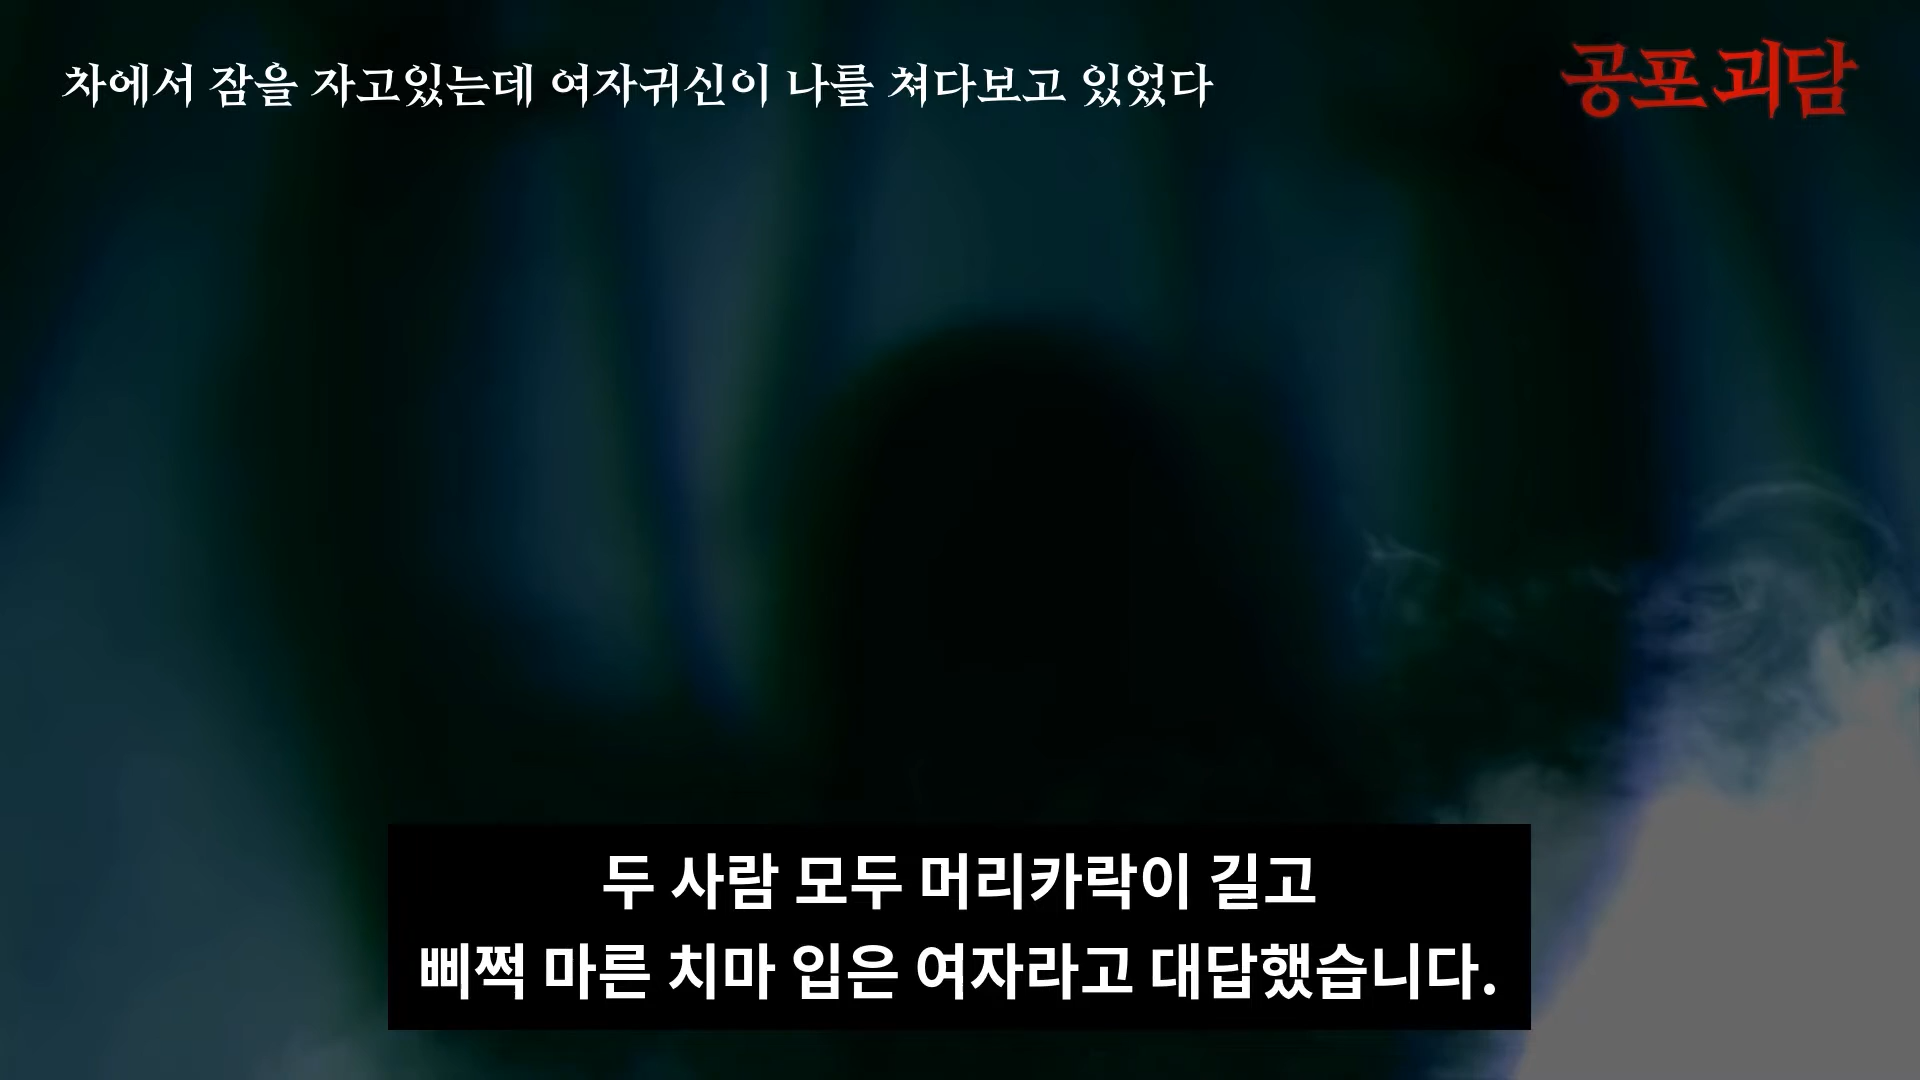 차에서 잠을 자고있는데 여자귀신이 나를 쳐다보고 있었다
공포괴담
두 사람 모두 머리카락이 길고
삐쩍 마른 치마 입은 여자라고 대답했습니다.